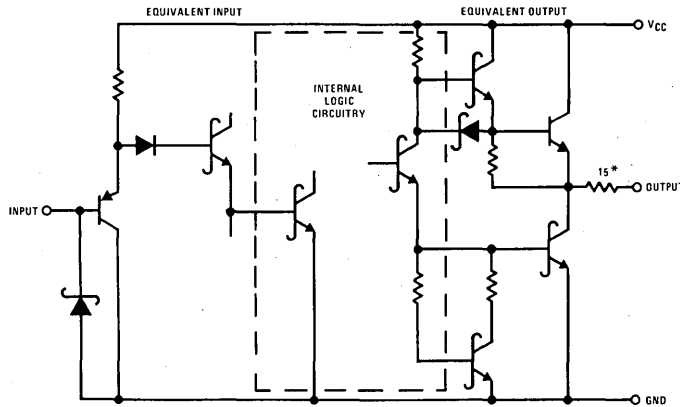 EQUIVALENT INPUT
EQUIVALENT OUTPUT
VCC
INTERNAL
LOGIC
CIRCUITRY
15*
INPUT
OUTPUT
GND